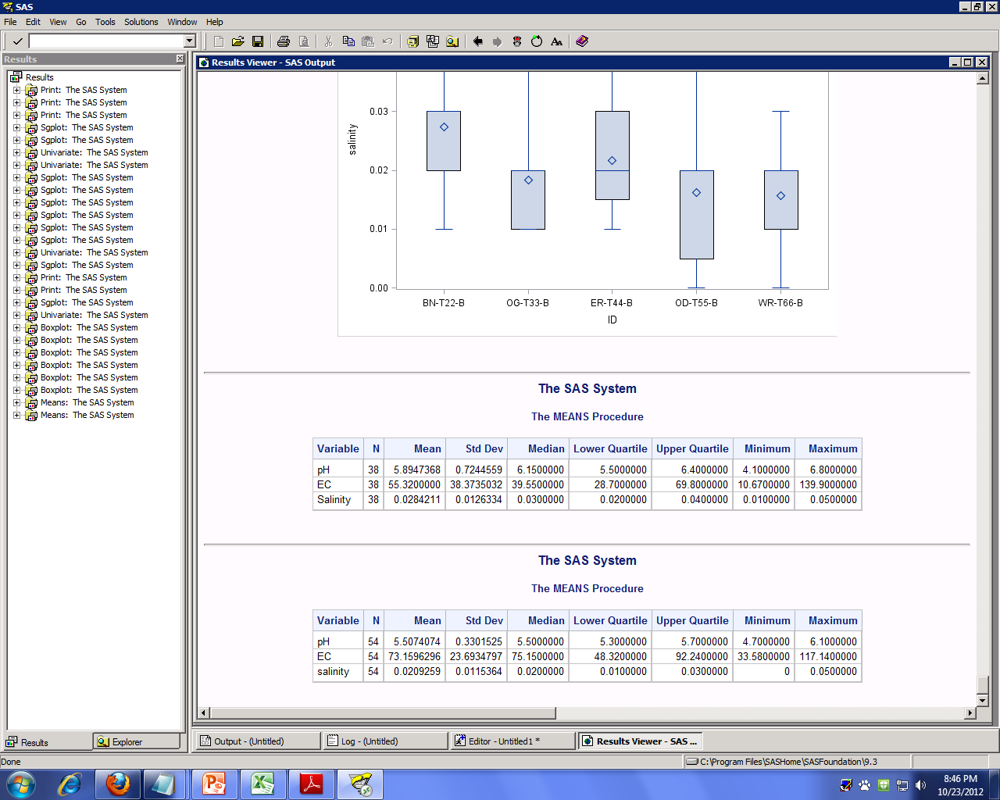 SAS
File Edit View Go Tools Solutions Window Help
Results
Results Viewer - SAS Output
Results
Print: The SAS System
Print: The SAS System
Print: The SAS System
Sgplot: The SAS System
Sgplot: The SAS System
Univariate: The SAS System
Univariate: The SAS System
Sgplot: The SAS System
Sgplot: The SAS System
Sgplot: The SAS System
Sgplot: The SAS System
Sgplot: The SAS System
Sgplot: The SAS System
Univariate: The SAS System
Sgplot: The SAS System
Print: The SAS System
Print: The SAS System
Sgplot: The SAS System
Univariate: The SAS System
Boxplot: The SAS System
Boxplot: The SAS System
Boxplot: The SAS System
Boxplot: The SAS System
Boxplot: The SAS System
Boxplot: The SAS System
Means: The SAS System
Means: The SAS System
salinity
0.03
0.02
0.01
0.00
BN-T22-B OG-T33-B ER-T44-B OD-T55-B WR-T66-B
ID
The SAS System
The MEANS Procedure
Variable N Mean Std Dev Median Lower Quartile Upper Quartile Minimum Maximum
pH 38 5.8947368 0.7244559 6.1500000 5.5000000 6.4000000 4.1000000 6.8000000
EC 38 55.3200000 38.3735032 39.5500000 28.7000000 69.8000000 10.6700000 139.9000000
Salinity 38 0.0284211 0.0126334 0.0300000 0.0200000 0.0400000 0.0100000 0.0500000
The SAS System
The MEANS Procedure
Variable N Mean Std Dev Median Lower Quartile Upper Quartile Minimum Maximum
pH 54 5.5074074 0.3301525 5.5000000 5.3000000 5.7000000 4.7000000 6.1000000
EC 54 73.1596296 23.6934797 75.1500000 48.3200000 92.2400000 33.5800000 117.1400000
salinity 54 0.0209259 0.0115364 0.0200000 0.0100000 0.0300000 0 0.0500000
Results Explorer
Output - (Untitled) Log - (Untitled) Editor - Untitled1 * Results Viewer - SAS ...
Done
C:\Program Files\SASHome\SASFoundation\9.3
8:46 PM
10/23/2012